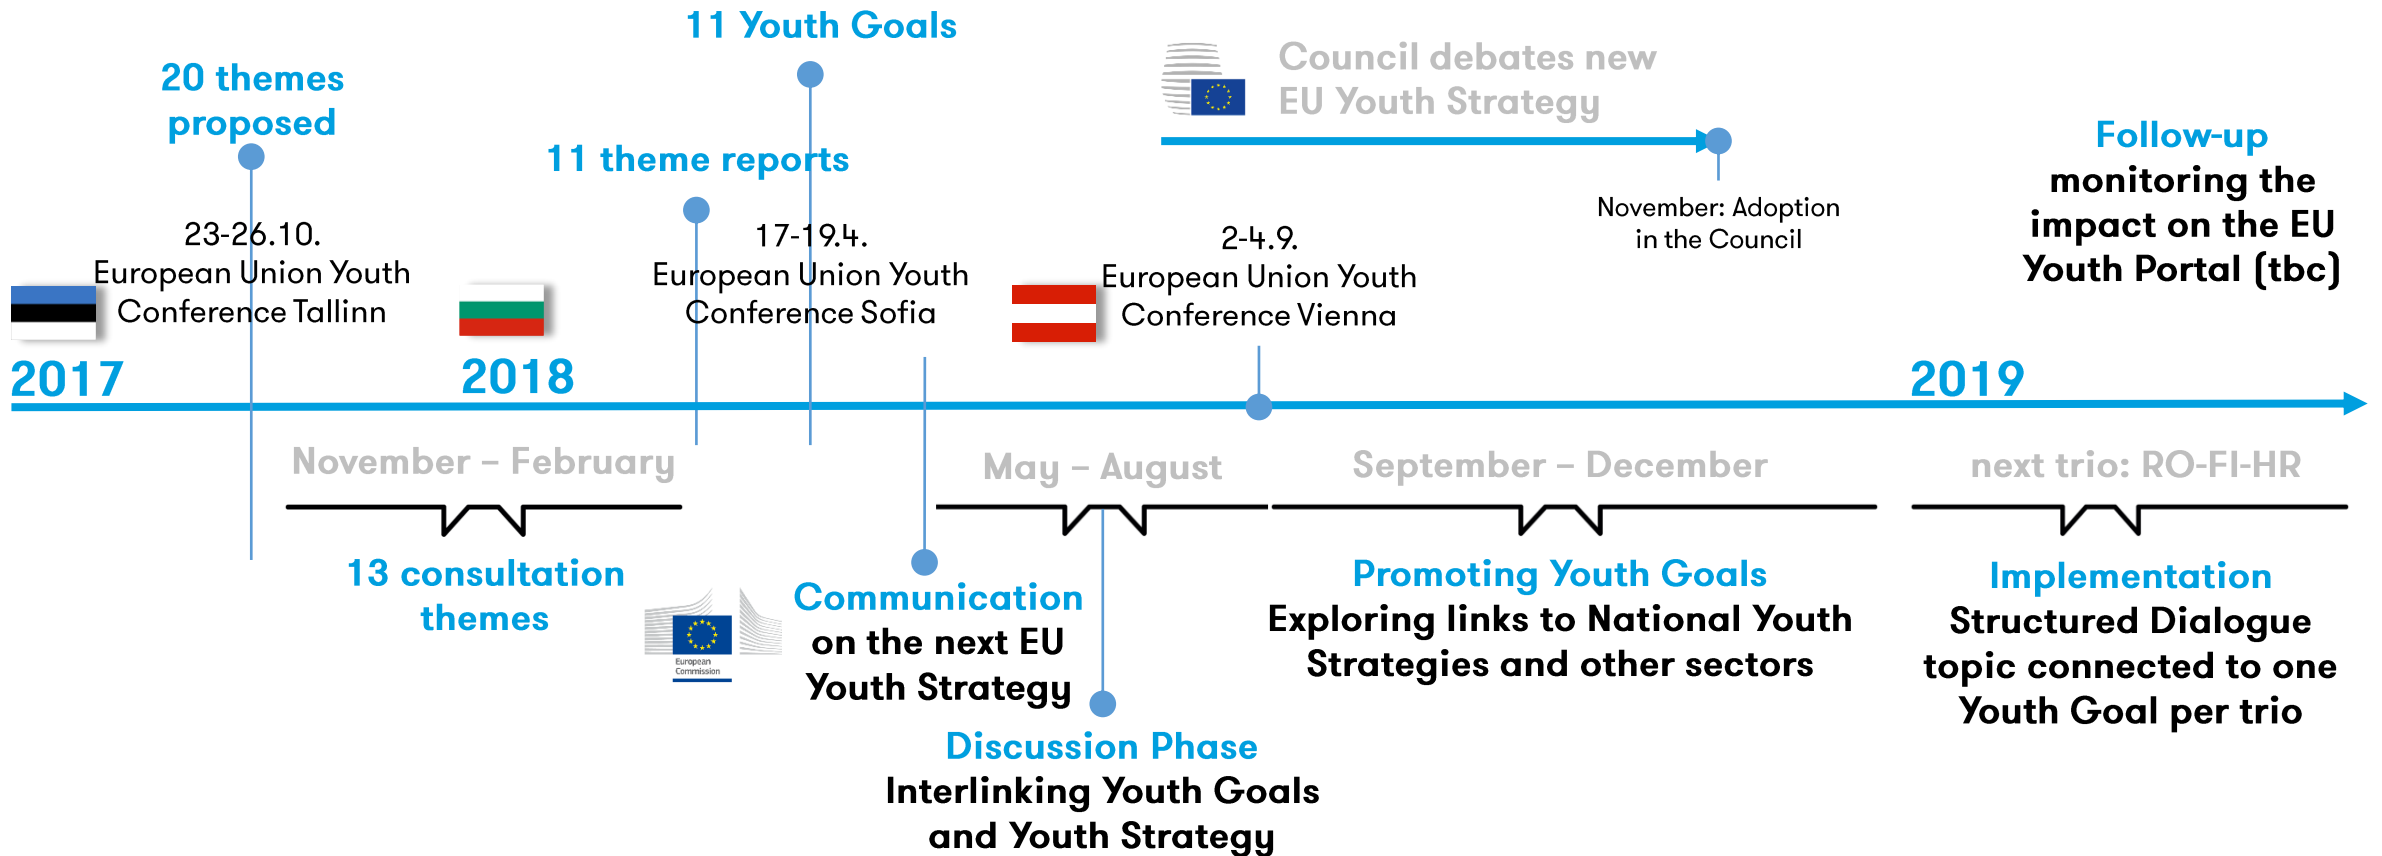 11 Youth Goals
20 themes
proposed
11 theme reports
Council debates new
EU Youth Strategy
November: Adoption
in the Council
Follow-up
monitoring the
impact on the EU
Youth Portal (tbc)
23-26.10.
European Union Youth
Conference Tallinn
17-19.4.
European Union Youth
Conference Sofia
2-4.9.
European Union Youth
Conference Vienna
2017
2018
2019
November – February
May – August
September – December
next trio: RO-FI-HR
13 consultation
themes
European
Commission
Communication
on the next EU
Youth Strategy
Discussion Phase
Interlinking Youth Goals
and Youth Strategy
Promoting Youth Goals
Exploring links to National Youth
Strategies and other sectors
Implementation
Structured Dialogue
topic connected to one
Youth Goal per trio